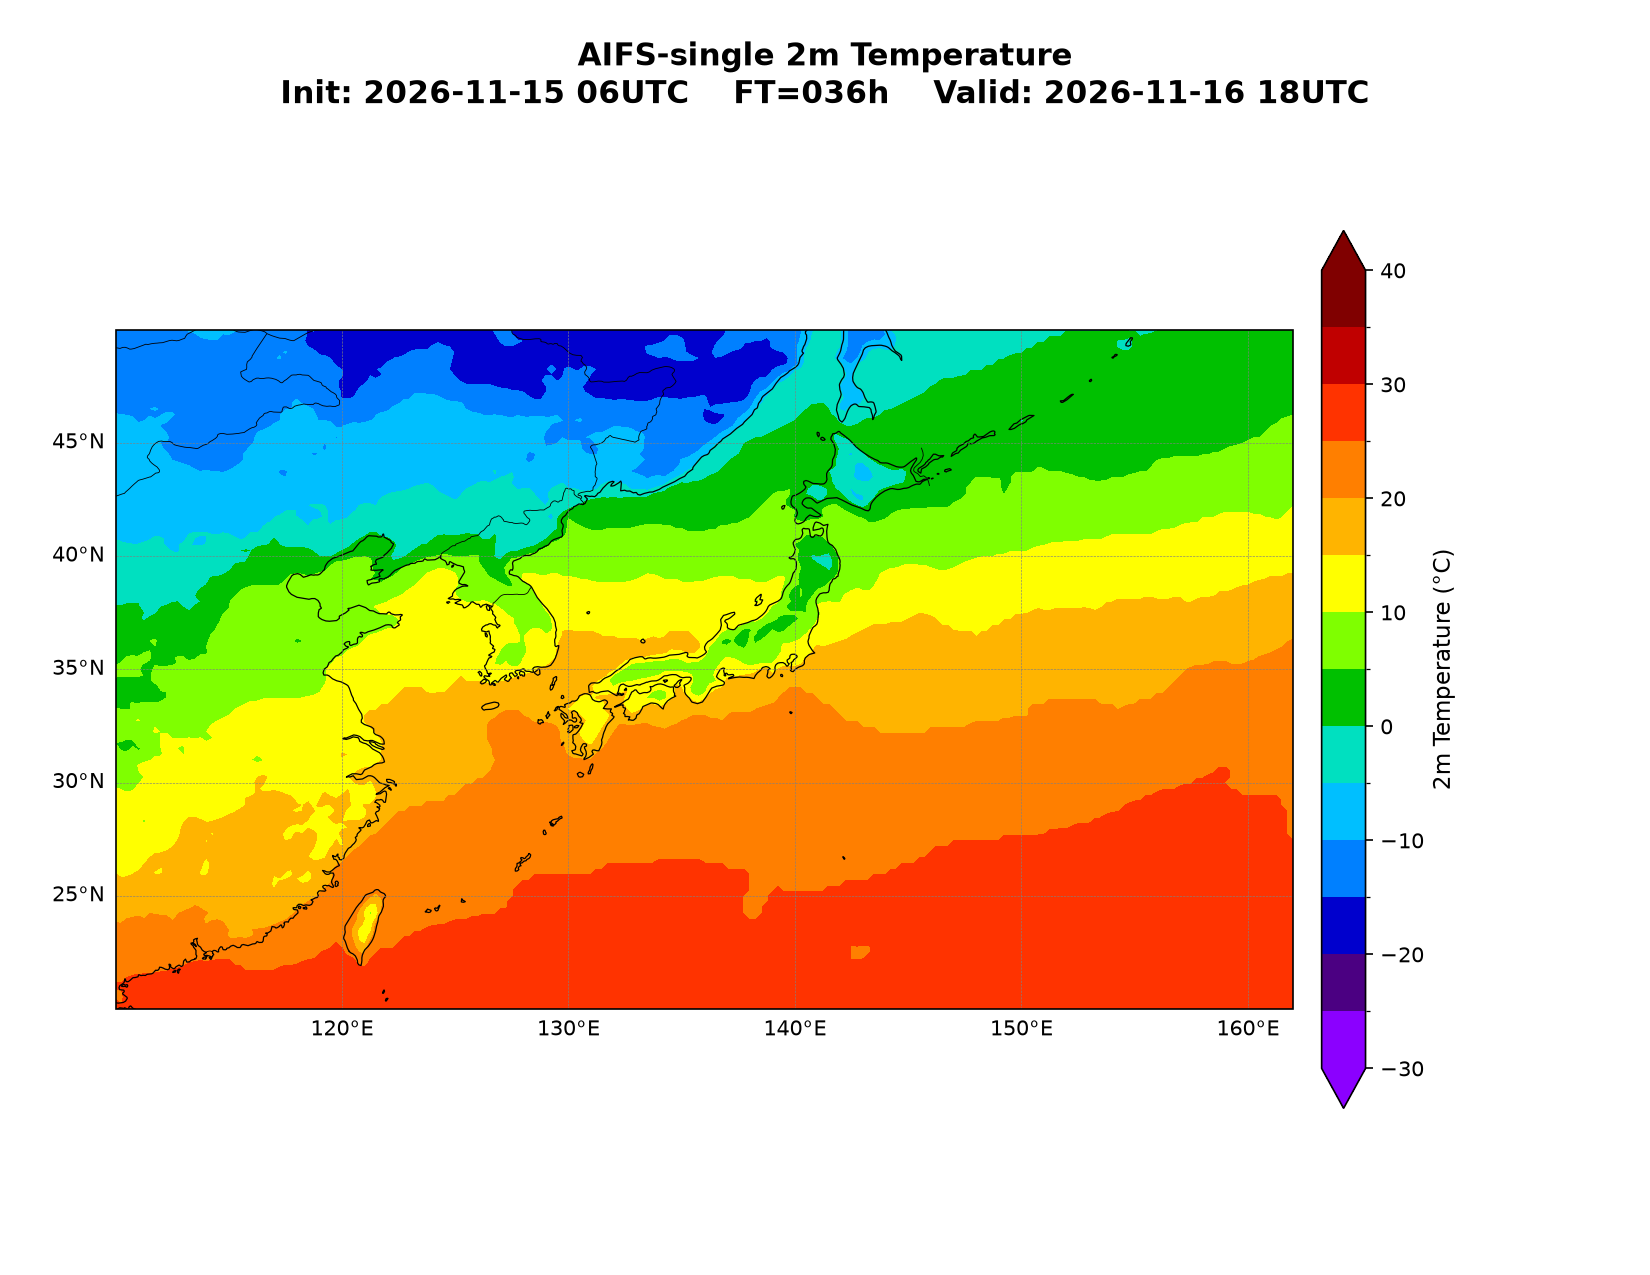 AIFS-single 2m Temperature
Init: 2026-11-15 06UTC    FT=036h    Valid: 2026-11-16 18UTC
45°N
40°N
35°N
30°N
25°N
120°E
130°E
140°E
150°E
160°E
40
30
20
10
0
−10
−20
−30
2m Temperature (°C)